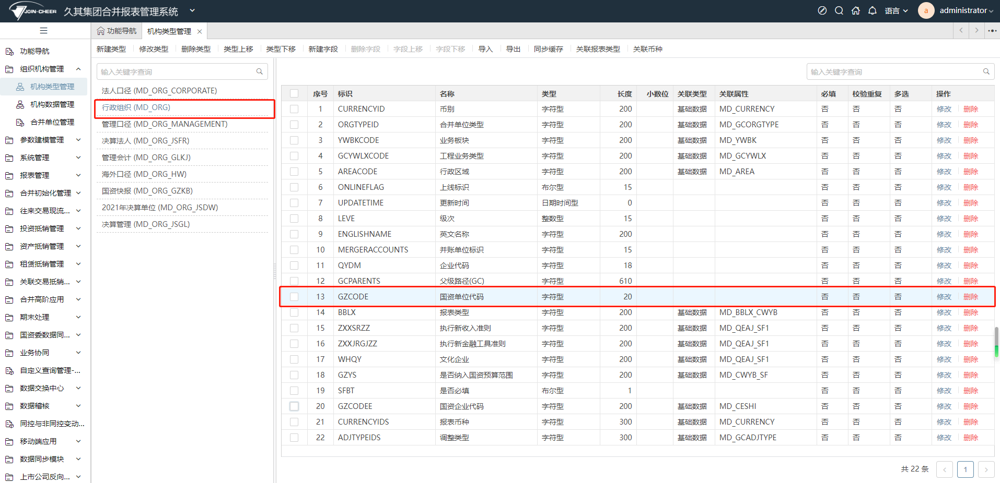 JOIN-CHEER 久其集团合并报表管理系统 语言 a administrator
功能导航 机构类型管理
新建类型 修改类型 删除类型 类型上移 类型下移 新建字段 删除字段 字段上移 字段下移 导入 导出 同步缓存 关联报表类型 关联币种
功能导航
组织机构管理
机构类型管理
机构数据管理
合并单位管理
参数建模管理
系统管理
报表管理
合并初始化管理
往来交易现流...
投资抵销管理
资产抵销管理
租赁抵销管理
关联交易抵销...
合并高阶应用
期末处理
国资委数据同...
业务协同
自定义查询管理-...
数据交换中心
数据稽核
同控与非同控变动...
移动端应用
数据同步模块
上市公司反向...
输入关键字查询
法人口径 (MD_ORG_CORPORATE)
行政组织 (MD_ORG)
管理口径 (MD_ORG_MANAGEMENT)
决算法人 (MD_ORG_JSFR)
管理会计 (MD_ORG_GLKJ)
海外口径 (MD_ORG_HW)
国资快报 (MD_ORG_GZKB)
2021年决算单位 (MD_ORG_JSDW)
决算管理 (MD_ORG_JSGL)
输入关键字查询
序号 标识 名称 类型 长度 小数位 关联类型 关联属性 必填 校验重复 多选 操作
1 CURRENCYID 币别 字符型 200 基础数据 MD_CURRENCY 否 否 否 修改 删除
2 ORGTYPEID 合并单位类型 字符型 200 基础数据 MD_GCORGTYPE 否 否 否 修改 删除
3 YWBKCODE 业务板块 字符型 200 基础数据 MD_YWBK 否 否 否 修改 删除
4 GCYWLXCODE 工程业务类型 字符型 200 基础数据 MD_GCYWLX 否 否 否 修改 删除
5 AREACODE 行政区域 字符型 200 基础数据 MD_AREA 否 否 否 修改 删除
6 ONLINEFLAG 上线标识 布尔型 15 否 否 否 修改 删除
7 UPDATETIME 更新时间 日期时间型 0 否 否 否 修改 删除
8 LEVE 级次 整数型 15 否 否 否 修改 删除
9 ENGLISHNAME 英文名称 字符型 200 否 否 否 修改 删除
10 MERGERACCOUNTS 并账单位标识 字符型 15 否 否 否 修改 删除
11 QYDM 企业代码 字符型 18 否 否 否 修改 删除
12 GCPARENTS 父级路径(GC) 字符型 610 否 否 否 修改 删除
13 GZCODE 国资单位代码 字符型 20 否 否 否 修改 删除
14 BBLX 报表类型 字符型 200 基础数据 MD_BBLX_CWYB 否 否 否 修改 删除
15 ZXXSRZZ 执行新收入准则 字符型 200 基础数据 MD_QEAJ_SF1 否 否 否 修改 删除
16 ZXXJRGJZZ 执行新金融工具准则 字符型 200 基础数据 MD_QEAJ_SF1 否 否 否 修改 删除
17 WHQY 文化企业 字符型 200 基础数据 MD_QEAJ_SF1 否 否 否 修改 删除
18 GZYS 是否纳入国资预算范围 字符型 200 基础数据 MD_CWYB_SF 否 否 否 修改 删除
19 SFBT 是否必填 布尔型 1 否 否 否 修改 删除
20 GZCODEE 国资企业代码 字符型 200 基础数据 MD_CESHI 否 否 否 修改 删除
21 CURRENCYIDS 报表币种 字符型 300 基础数据 MD_CURRENCY 否 否 否 修改 删除
22 ADJTYPEIDS 调整类型 字符型 300 基础数据 MD_GCADJTYPE 否 否 否 修改 删除
共 22 条 < 1 >